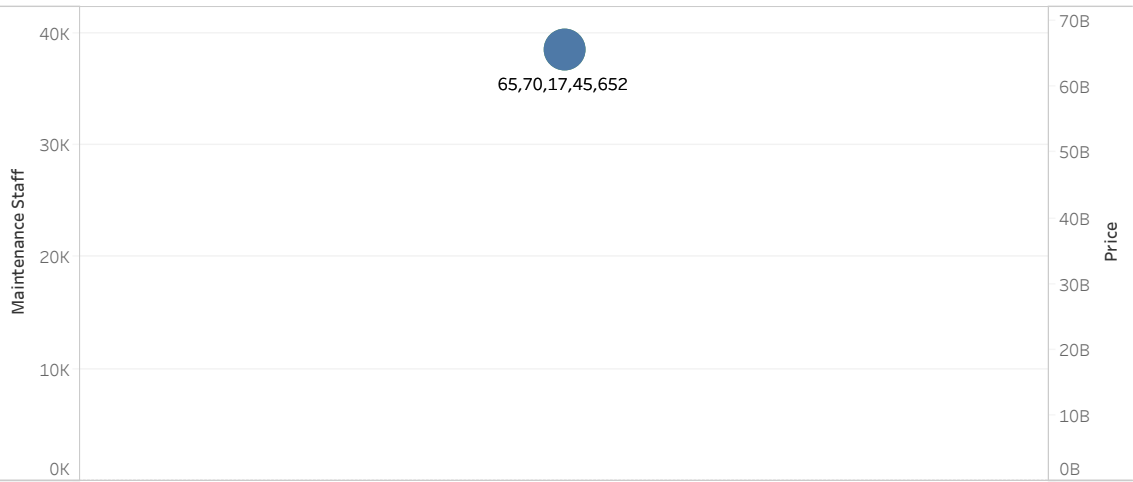 40K
30K
20K
10K
0K
Maintenance Staff
65,70,17,45,652
70B
60B
50B
40B
30B
20B
10B
0B
Price